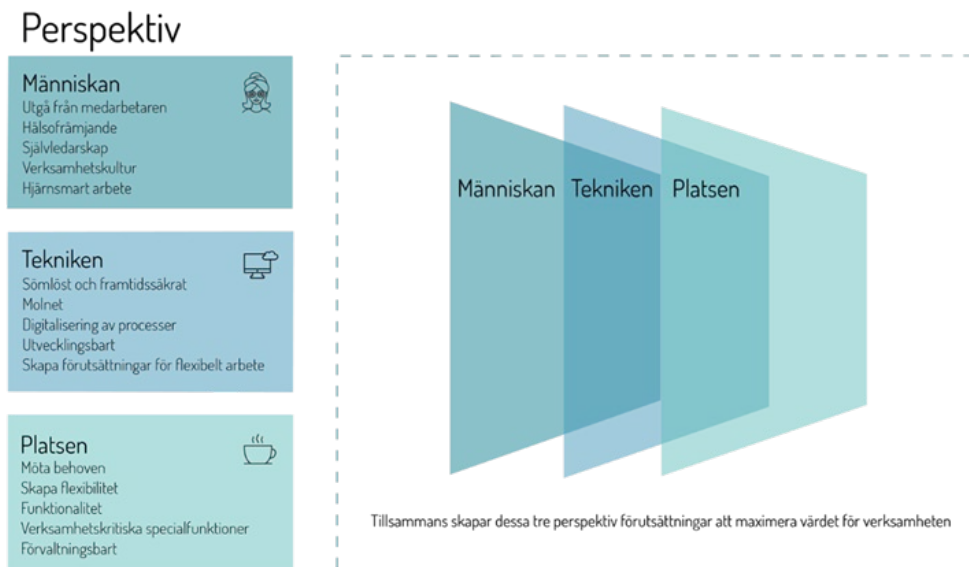 Perspektiv
Människan
Utgå från medarbetaren
Hälsofrämjande
Självledarskap
Verksamhetskultur
Hjärnsmart arbete
Tekniken
Sömlöst och framtidssäkrat
Molnet
Digitalisering av processer
Utvecklingsbart
Skapa förutsättningar för flexibelt arbete
Platsen
Möta behoven
Skapa flexibilitet
Funktionalitet
Verksamhetskritiska specialfunktioner
Förvaltningsbart
Människan
Tekniken
Platsen
Tillsammans skapar dessa tre perspektiv förutsättningar att maximera värdet för verksamheten